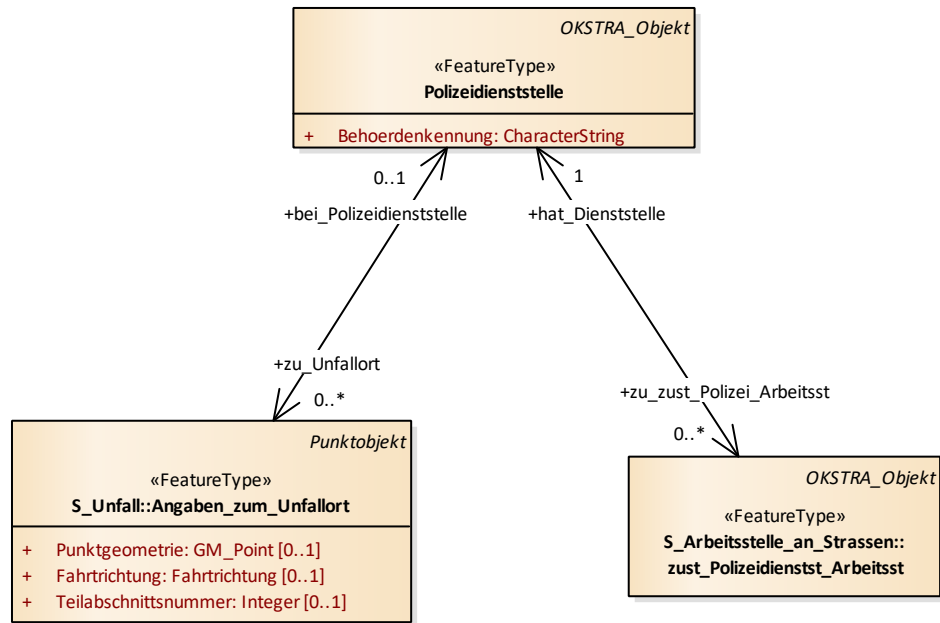 OKSTRA_Objekt
«FeatureType»
Polizeidienststelle
+ Behoerdenkennung: CharacterString
0..1
1
+bei_Polizeidienststelle
+hat_Dienststelle
+zu_Unfallort
0..*
+zu_zust_Polizei_Arbeitsst
0..*
Punktobjekt
«FeatureType»
S_Unfall::Angaben_zum_Unfallort
+ Punktgeometrie: GM_Point [0..1]
+ Fahrtrichtung: Fahrtrichtung [0..1]
+ Teilabschnittsnummer: Integer [0..1]
OKSTRA_Objekt
«FeatureType»
S_Arbeitsstelle_an_Strassen::
zust_Polizeidienstst_Arbeitsst